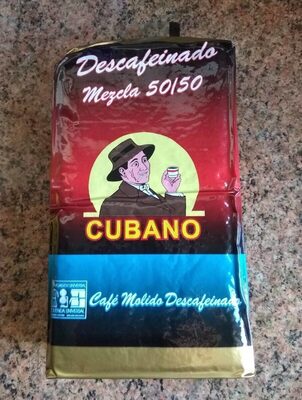 Descafeinado
Mezcla 50/50
CUBANO
Café Molido Descafeinado